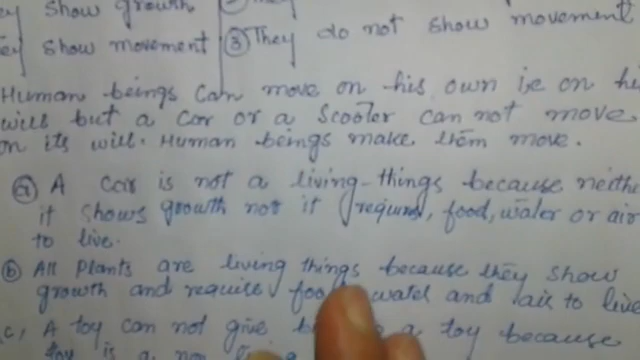 show growth
show movement
③ They do not show movement
Human beings can move on his own i.e on
will but a car or a scooter can not move
on its will. Human beings make them move.
ⓐ A car is not a living-things because
it shows growth nor it required, food, water or air
to live.
ⓑ All plants are living things because they show
growth and require food water and air to live
c, A toy can not give a toy because
toy is a